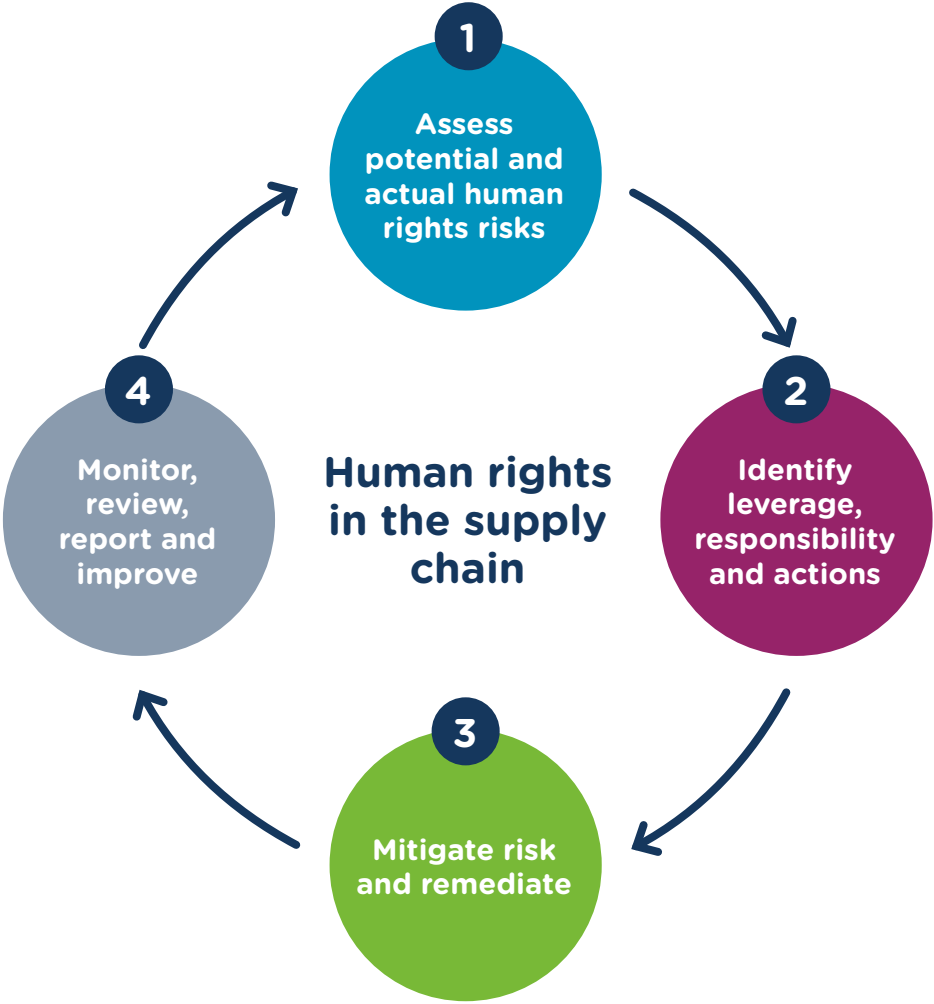 1
Assess
potential and
actual human
rights risks
2
Identify
leverage,
responsibility
and actions
3
Mitigate risk
and remediate
4
Monitor,
review,
report and
improve
Human rights
in the supply
chain